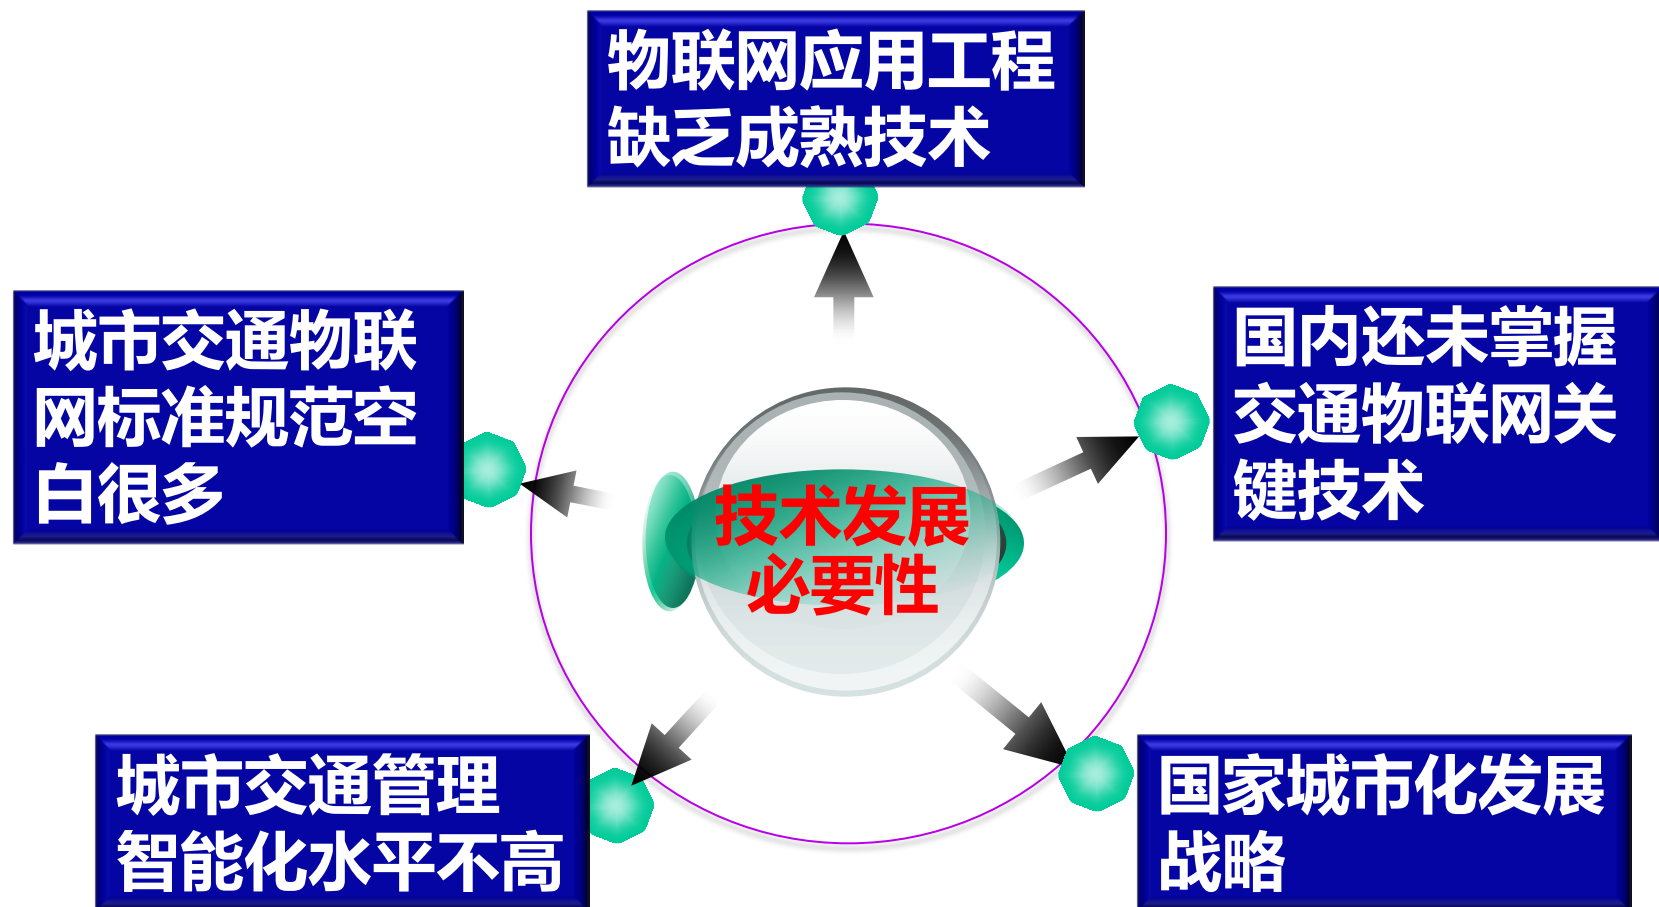 物联网应用工程
缺乏成熟技术
城市交通物联
网标准规范空
白很多
国内还未掌握
交通物联网关
键技术
技术发展
必要性
城市交通管理
智能化水平不高
国家城市化发展
战略